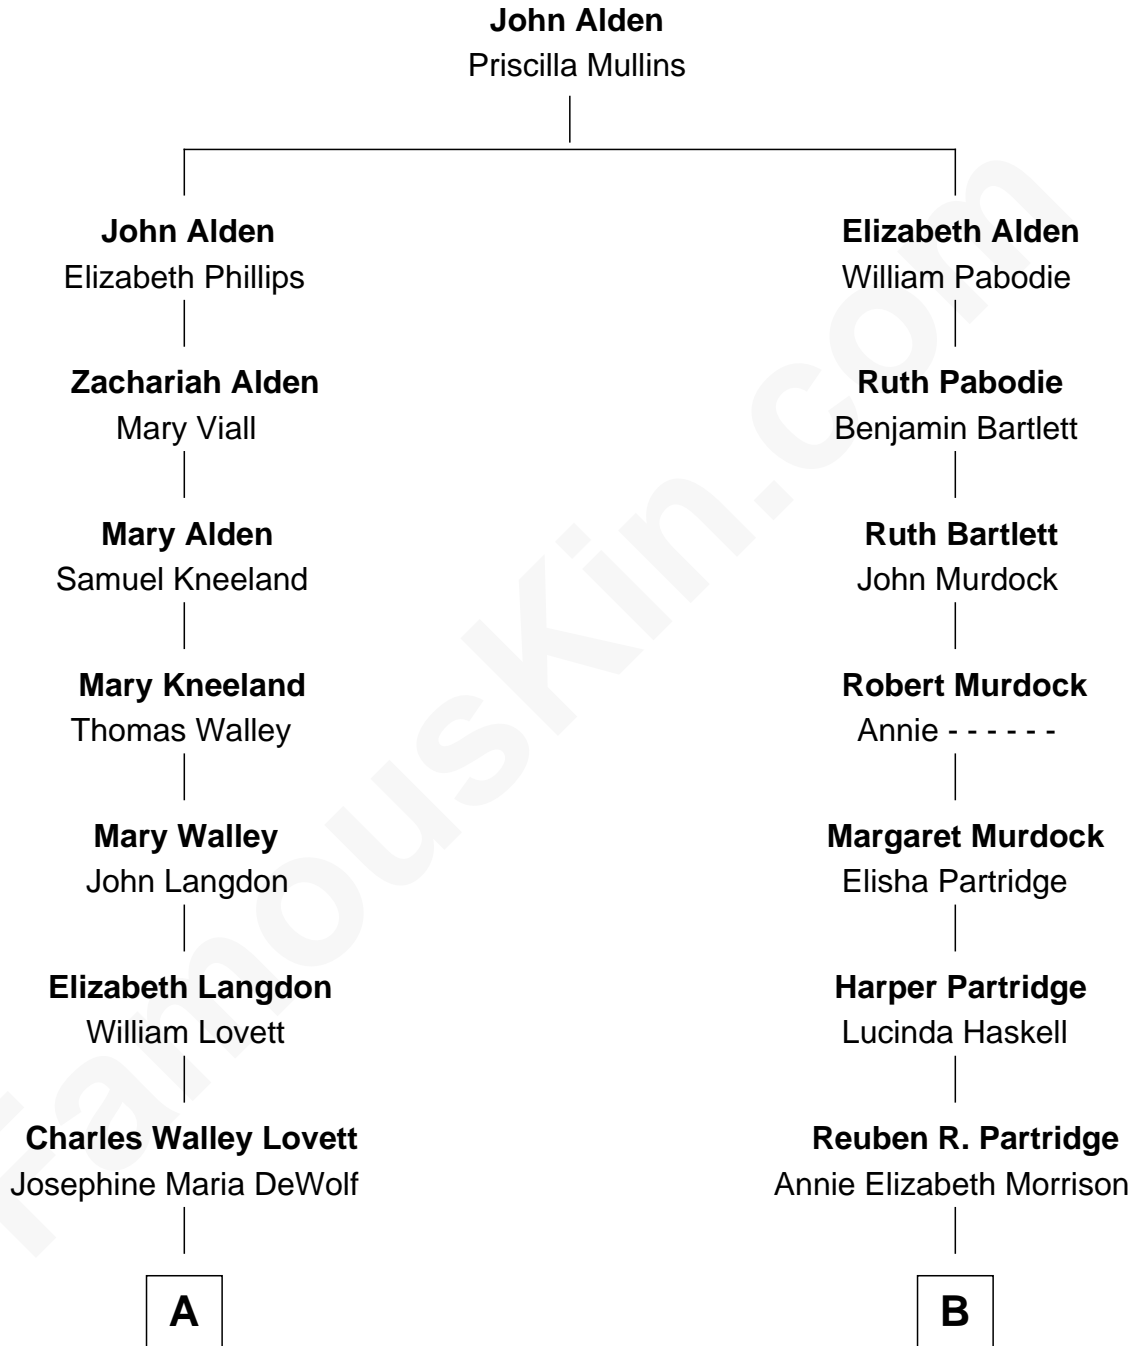 John Alden
Priscilla Mullins
John Alden
Elizabeth Phillips
Zachariah Alden
Mary Viall
Mary Alden
Samuel Kneeland
Mary Kneeland
Thomas Walley
Mary Walley
John Langdon
Elizabeth Langdon
William Lovett
Charles Walley Lovett
Josephine Maria DeWolf
A
Elizabeth Alden
William Pabodie
Ruth Pabodie
Benjamin Bartlett
Ruth Bartlett
John Murdock
Robert Murdock
Annie - - - - - -
Margaret Murdock
Elisha Partridge
Harper Partridge
Lucinda Haskell
Reuben R. Partridge
Annie Elizabeth Morrison
B
FamousKin.com